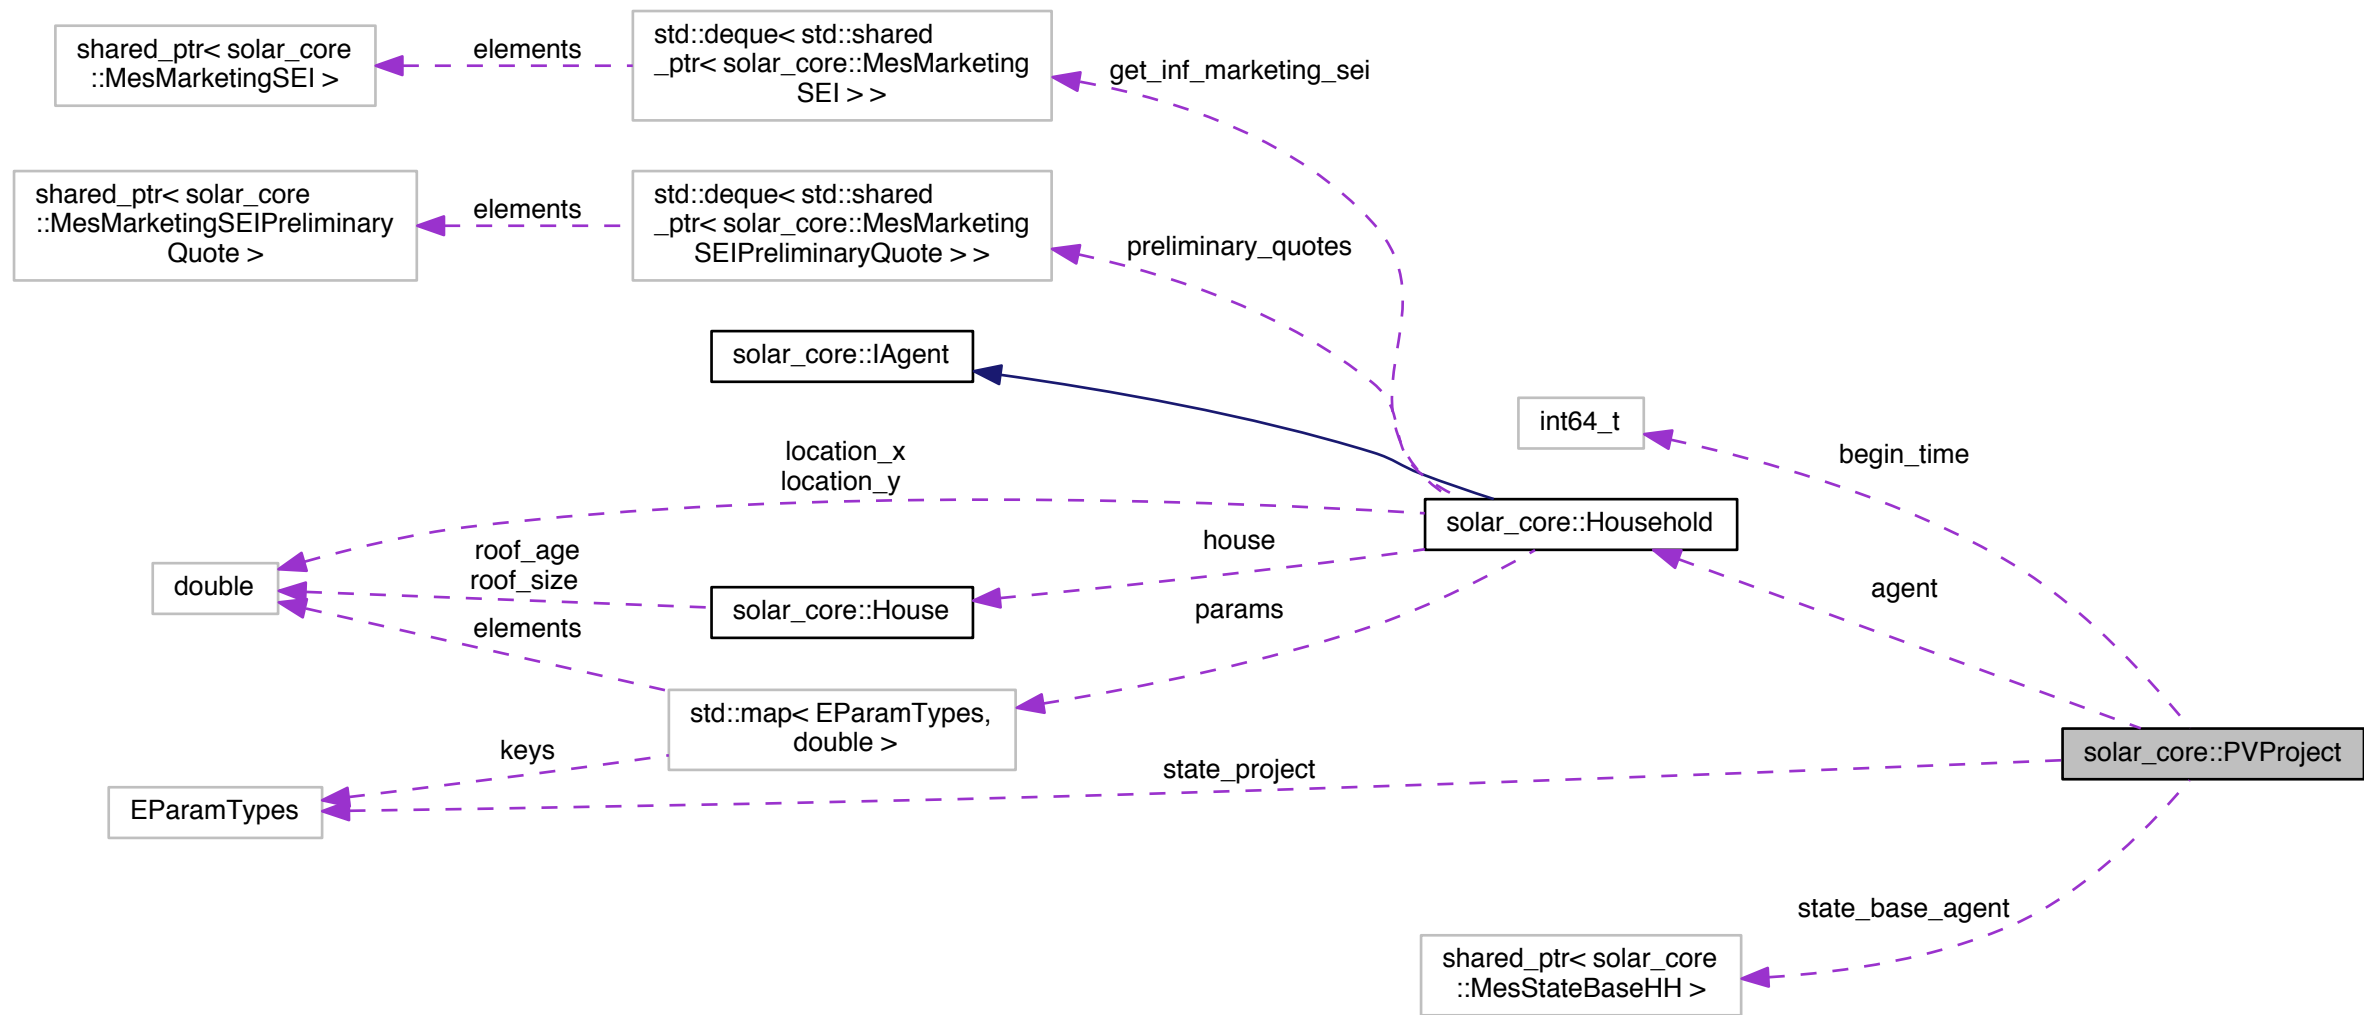 shared_ptr< solar_core
::MesMarketingSEI >
elements
std::deque< std::shared
_ptr< solar_core::MesMarketing
SEI > >
get_inf_marketing_sei
shared_ptr< solar_core
::MesMarketingSEIPreliminary
Quote >
elements
std::deque< std::shared
_ptr< solar_core::MesMarketing
SEIPreliminaryQuote > >
preliminary_quotes
solar_core::IAgent
int64_t
begin_time
location_x
location_y
solar_core::Household
double
roof_age
roof_size
house
solar_core::House
agent
elements
params
std::map< EParamTypes,
double >
keys
state_project
solar_core::PVProject
EParamTypes
state_base_agent
shared_ptr< solar_core
::MesStateBaseHH >